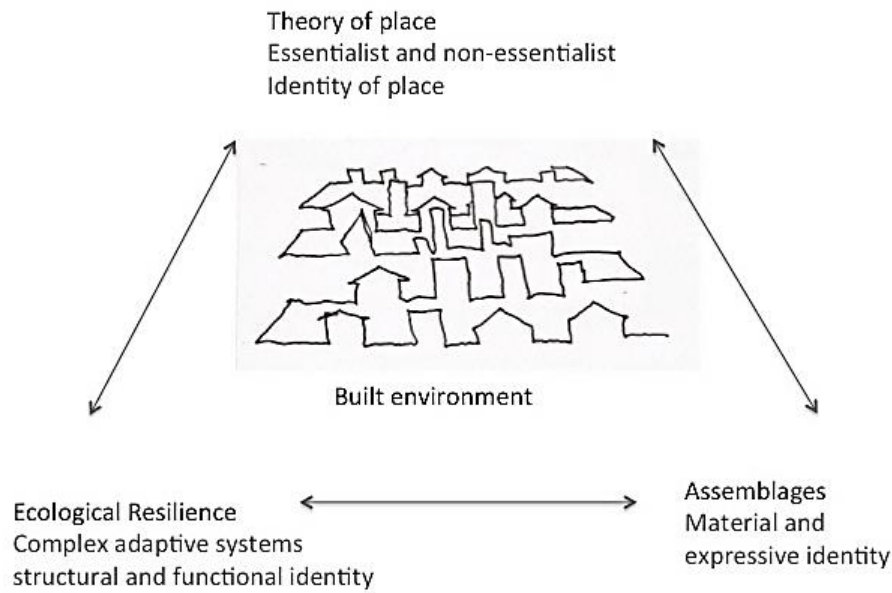 Theory of place
Essentialist and non-essentialist
Identity of place
Built environment
Ecological Resilience
Complex adaptive systems
structural and functional identity
Assemblages
Material and
expressive identity